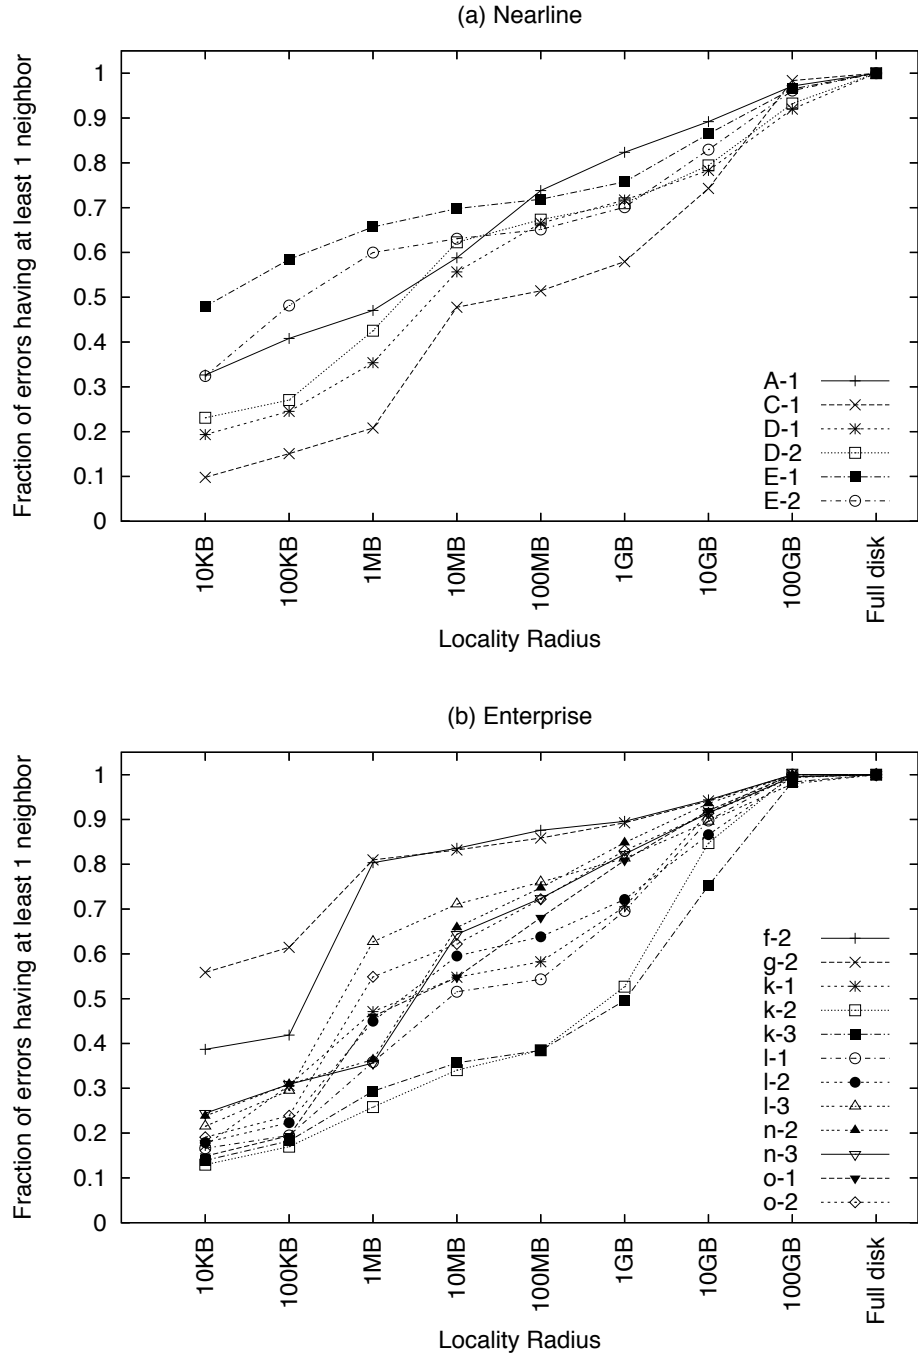 (a) Nearline
Fraction of errors having at least 1 neighbor
1
0.9
0.8
0.7
0.6
0.5
0.4
0.3
0.2
0.1
0
A-1
C-1
D-1
D-2
E-1
E-2
10KB
100KB
1MB
10MB
100MB
1GB
10GB
100GB
Full disk
Locality Radius
(b) Enterprise
Fraction of errors having at least 1 neighbor
1
0.9
0.8
0.7
0.6
0.5
0.4
0.3
0.2
0.1
0
f-2
g-2
k-1
k-2
k-3
l-1
l-2
l-3
n-2
n-3
o-1
o-2
10KB
100KB
1MB
10MB
100MB
1GB
10GB
100GB
Full disk
Locality Radius